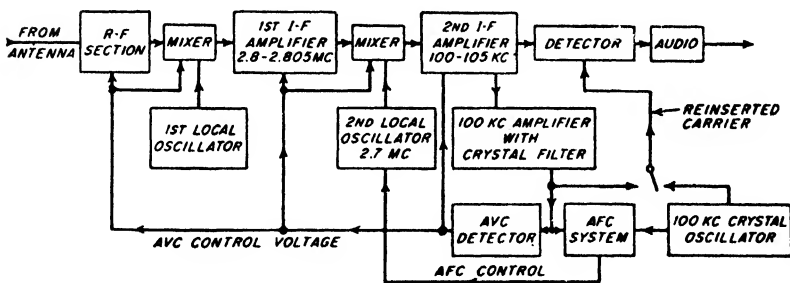 FROM
ANTENNA
R-F
SECTION
MIXER
1ST I-F
AMPLIFIER
2.8-2.805MC
MIXER
2ND I-F
AMPLIFIER
100-105 KC
DETECTOR
AUDIO
1ST LOCAL
OSCILLATOR
2ND LOCAL
OSCILLATOR
2.7 MC
100 KC AMPLIFIER
WITH
CRYSTAL FILTER
REINSERTED
CARRIER
AVC CONTROL VOLTAGE
AVC
DETECTOR
AFC
SYSTEM
100 KC CRYSTAL
OSCILLATOR
AFC CONTROL